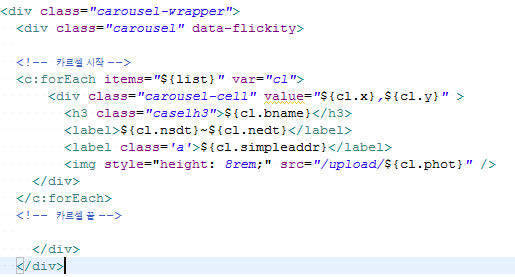 <div class="carousel-wrapper">
<div class="carousel" data-flickity>
<!-- 카르셀 시작 -->
<c:forEach items="${list}" var="cl">
<div class="carousel-cell" value="${cl.x},${cl.y}" >
<h3 class="caselh3">${cl.bname}</h3>
<label>${cl.nsdt}~${cl.nedt}</label>
<label class='a'>${cl.simpleaddr}</label>
<img style="height: 8rem;" src="/upload/${cl.phot}" />
</div>
</c:forEach>
<!-- 카르셀 끝 -->
</div>
</div>